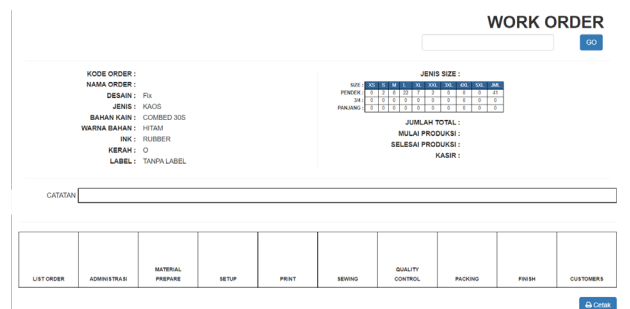 WORK ORDER
GO
KODE ORDER :
NAMA ORDER :
DESAIN : Fix
JENIS : KAOS
BAHAN KAIN : COMBED 30S
WARNA BAHAN : HITAM
INK : RUBBER
KERAH : O
LABEL : TANPA LABEL
JENIS SIZE :
SIZE : XS S M L XL XXL 3XL 4XL 5XL JML
PENDEK : 0 2 8 22 7 2 0 0 0 41
3/4 : 0 0 0 0 0 0 0 0 0 0
PANJANG : 0 0 0 0 0 0 0 0 0 0
JUMLAH TOTAL :
MULAI PRODUKSI :
SELESAI PRODUKSI :
KASIR :
CATATAN
LIST ORDER
ADMINISTRASI
MATERIAL PREPARE
SETUP
PRINT
SEWING
QUALITY CONTROL
PACKING
FINISH
CUSTOMERS
Cetak